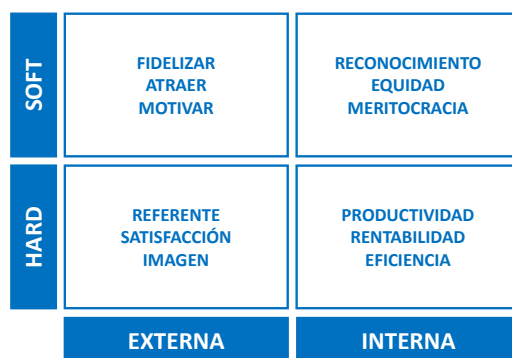 SOFT
FIDELIZAR
ATRAER
MOTIVAR
RECONOCIMIENTO
EQUIDAD
MERITOCRACIA
HARD
REFERENTE
SATISFACCIÓN
IMAGEN
PRODUCTIVIDAD
RENTABILIDAD
EFICIENCIA
EXTERNA
INTERNA